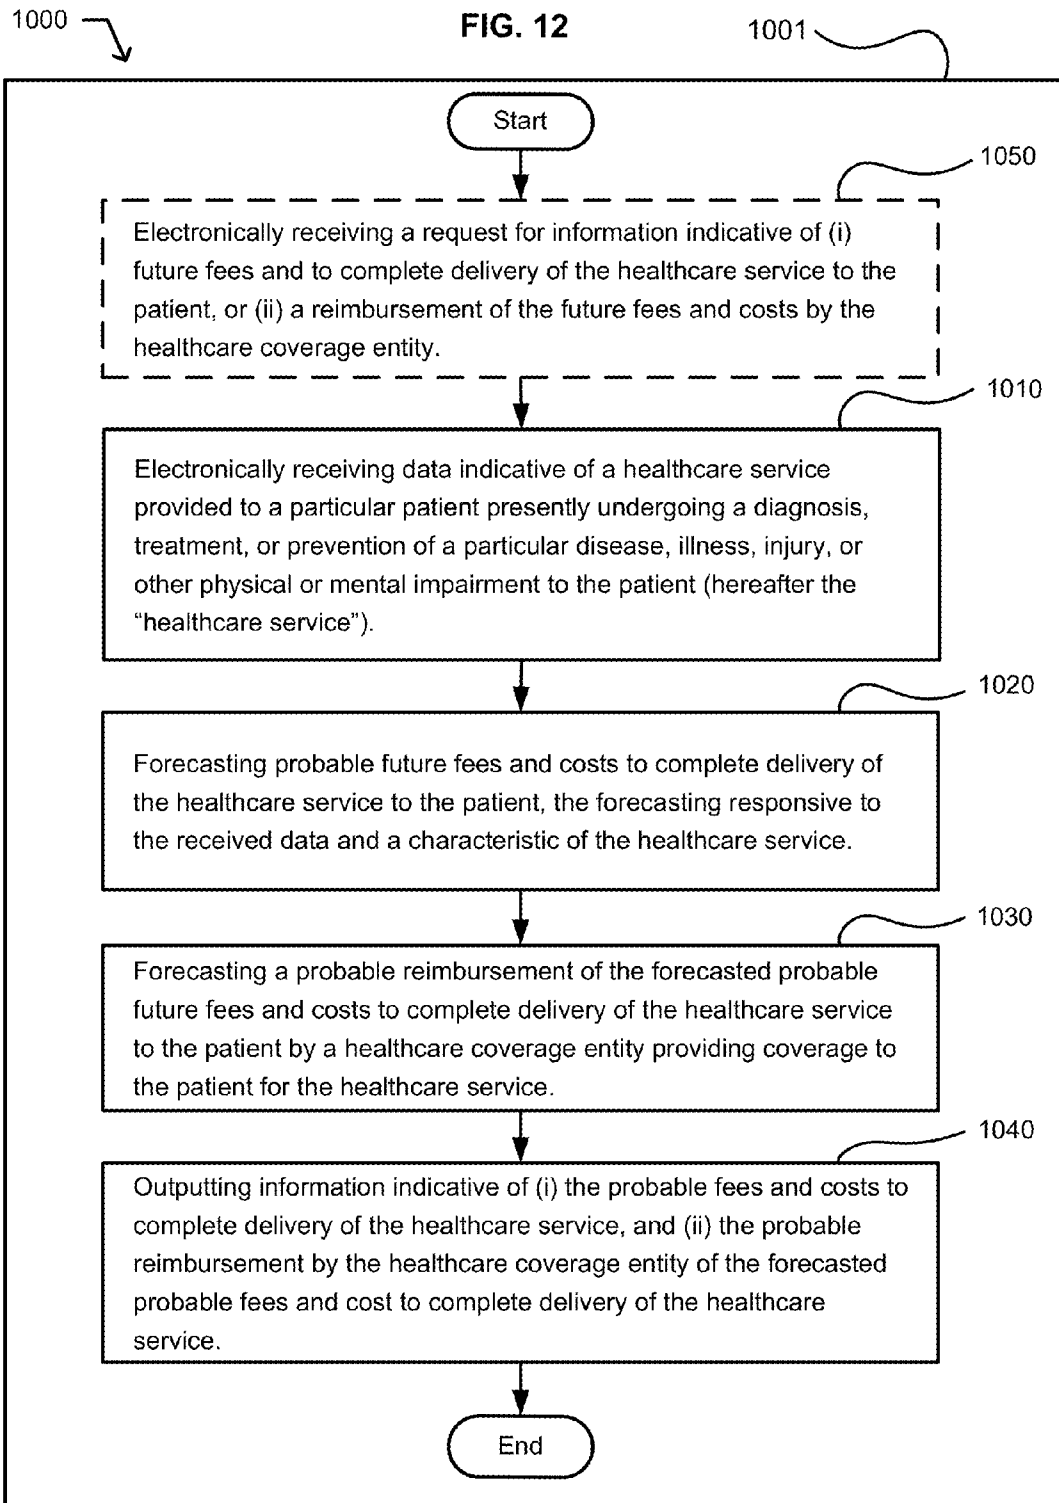 1000
FIG. 12
1001
Start
1050
Electronically receiving a request for information indicative of (i)
future fees and to complete delivery of the healthcare service to the
patient, or (ii) a reimbursement of the future fees and costs by the
healthcare coverage entity.
1010
Electronically receiving data indicative of a healthcare service
provided to a particular patient presently undergoing a diagnosis,
treatment, or prevention of a particular disease, illness, injury, or
other physical or mental impairment to the patient (hereafter the
“healthcare service”).
1020
Forecasting probable future fees and costs to complete delivery of
the healthcare service to the patient, the forecasting responsive to
the received data and a characteristic of the healthcare service.
1030
Forecasting a probable reimbursement of the forecasted probable
future fees and costs to complete delivery of the healthcare service
to the patient by a healthcare coverage entity providing coverage to
the patient for the healthcare service.
1040
Outputting information indicative of (i) the probable fees and costs to
complete delivery of the healthcare service, and (ii) the probable
reimbursement by the healthcare coverage entity of the forecasted
probable fees and cost to complete delivery of the healthcare
service.
End